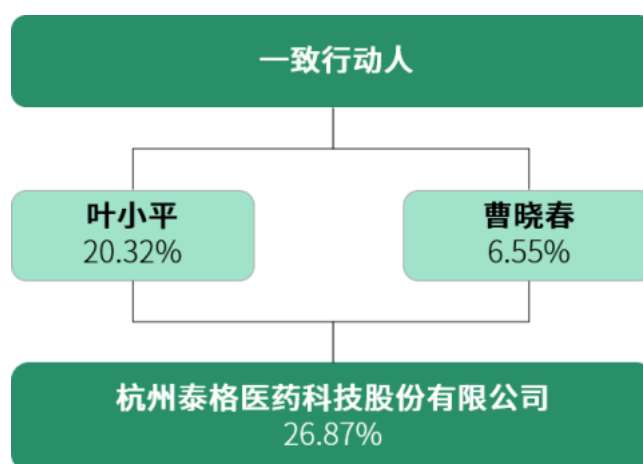 一致行动人
叶小平
20.32%
曹晓春
6.55%
杭州泰格医药科技股份有限公司
26.87%